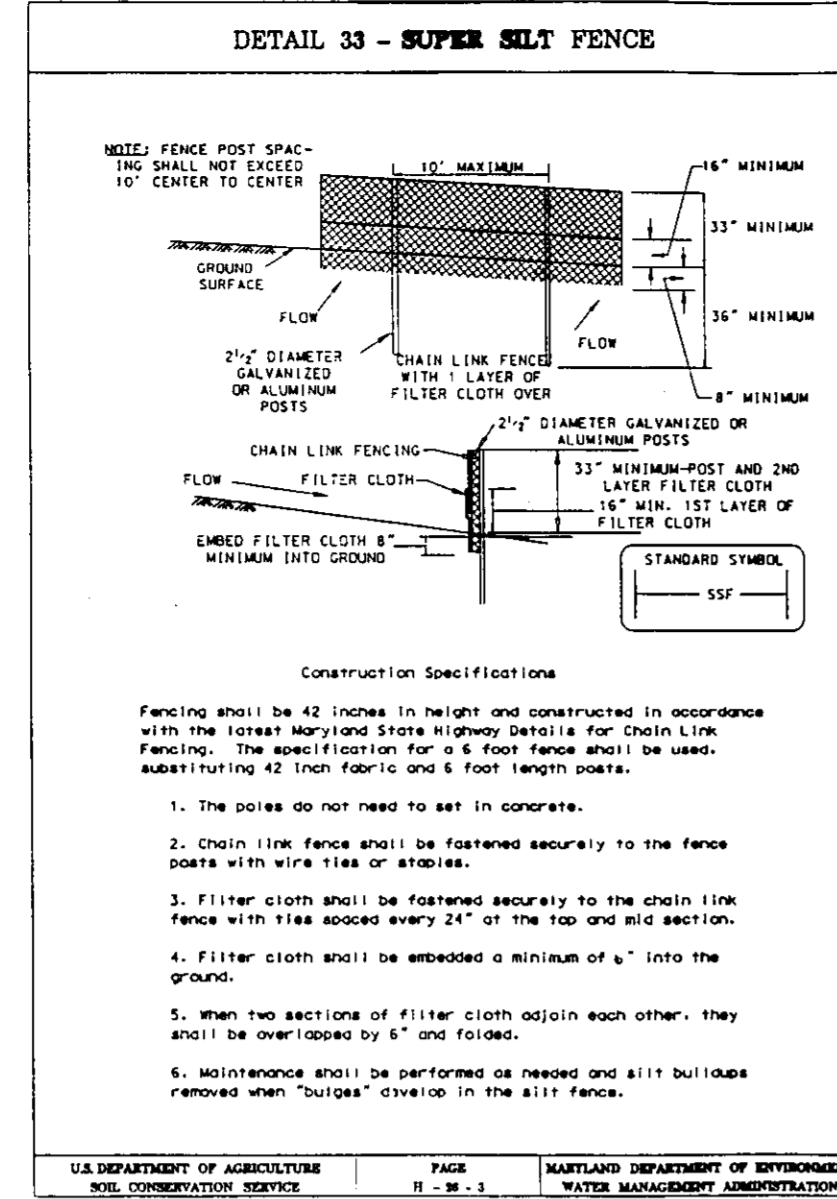 DETAIL 33 - SUPER SILT FENCE
NOTE: FENCE POST SPAC-
ING SHALL NOT EXCEED
10' CENTER TO CENTER
10' MAXIMUM
16" MINIMUM
33" MINIMUM
GROUND
SURFACE
FLOW
FLOW
36" MINIMUM
2 1/2" DIAMETER
GALVANIZED
OR ALUMINUM
POSTS
CHAIN LINK FENCE
WITH 1 LAYER OF
FILTER CLOTH OVER
8" MINIMUM
2 1/2" DIAMETER GALVANIZED OR
ALUMINUM POSTS
CHAIN LINK FENCING
FLOW
FILTER CLOTH
33" MINIMUM-POST AND 2ND
LAYER FILTER CLOTH
16" MIN. 1ST LAYER OF
FILTER CLOTH
EMBED FILTER CLOTH 8"
MINIMUM INTO GROUND
STANDARD SYMBOL
SSF
Construction Specifications
Fencing shall be 42 inches in height and constructed in accordance
with the latest Maryland State Highway Details for Chain Link
Fencing. The specification for a 6 foot fence shall be used.
substituting 42 inch fabric and 6 foot length posts.
1. The poles do not need to set in concrete.
2. Chain link fence shall be fastened securely to the fence
posts with wire ties or staples.
3. Filter cloth shall be fastened securely to the chain link
fence with ties spaced every 24" at the top and mid section.
4. Filter cloth shall be embedded a minimum of into the
ground.
5. When two sections of filter cloth adjoin each other, they
shall be overlapped by 6" and folded.
6. Maintenance shall be performed as needed and silt buildups
removed when "bulges" develop in the silt fence.
U.S. DEPARTMENT OF AGRICULTURE
SOIL CONSERVATION SERVICE
PAGE
H - 26 - 3
MARYLAND DEPARTMENT OF ENVIRONME
WATER MANAGEMENT ADMINISTRATION